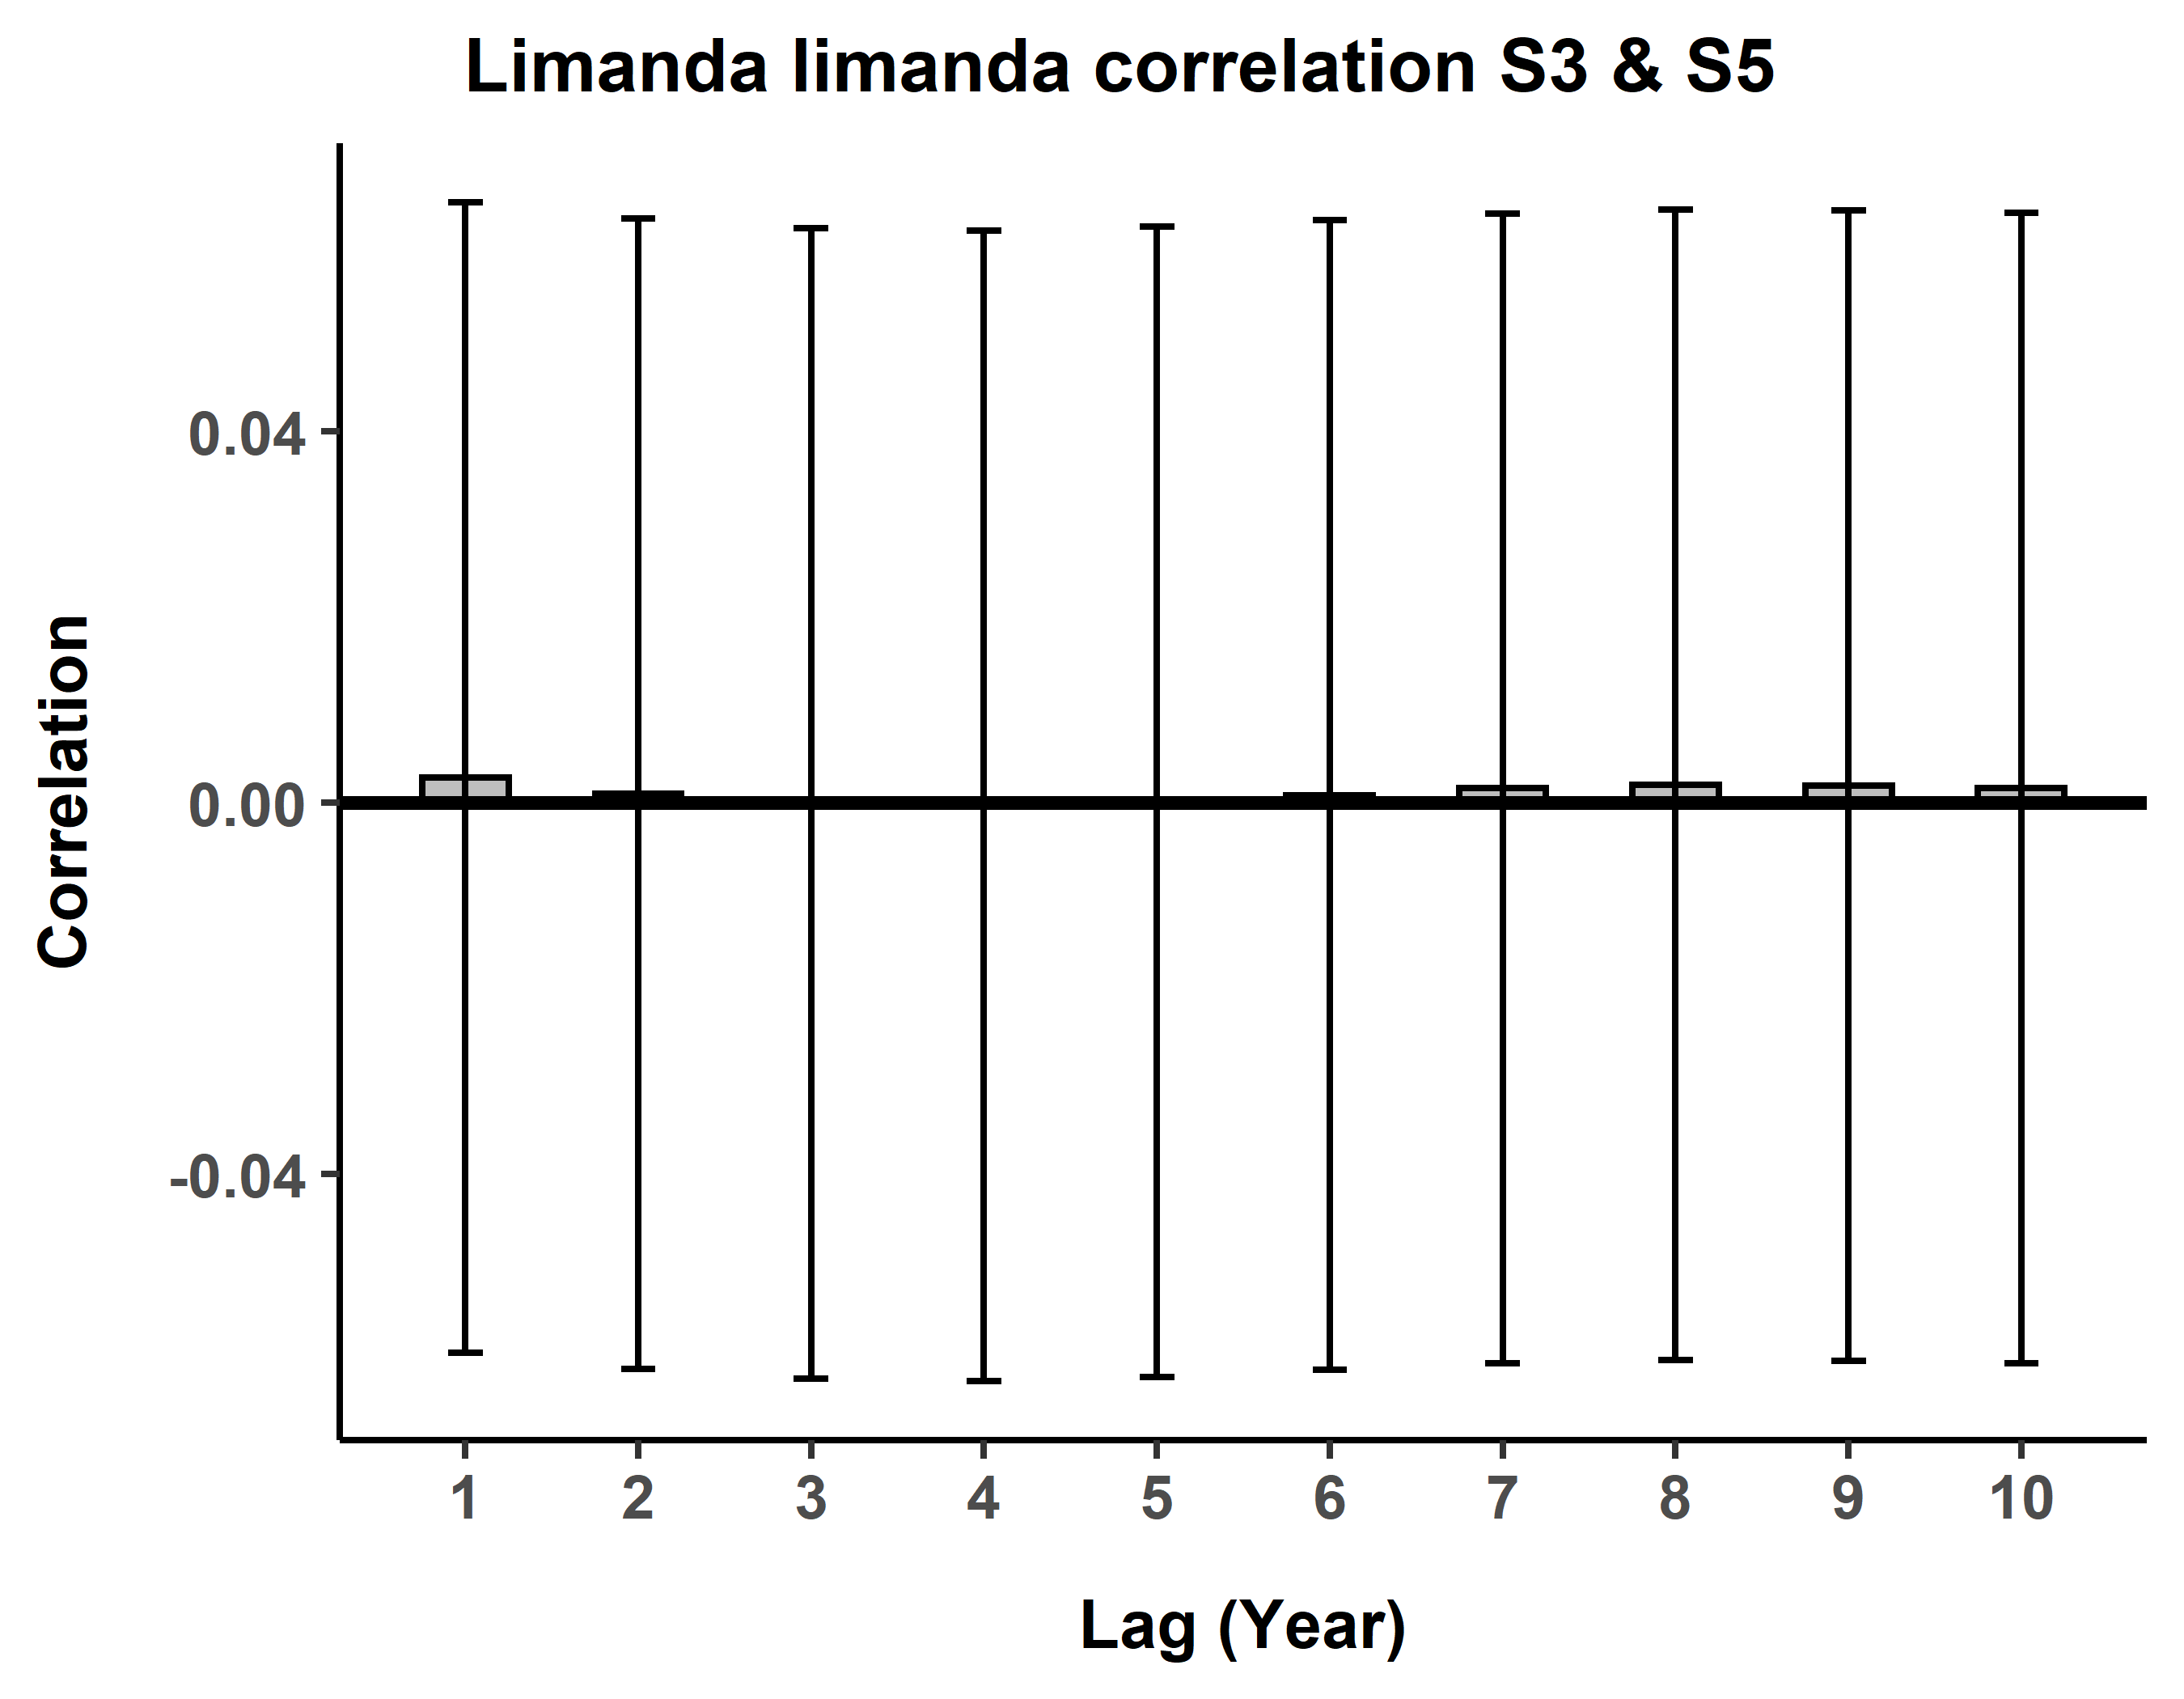 Limanda limanda correlation S3 & S5
Correlation
0.04
0.00
-0.04
1 2 3 4 5 6 7 8 9 10
Lag (Year)